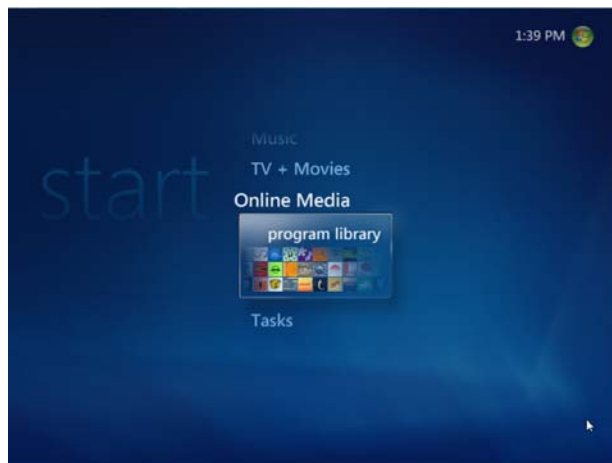 1:39 PM
Music
start
TV + Movies
Online Media
program library
Tasks